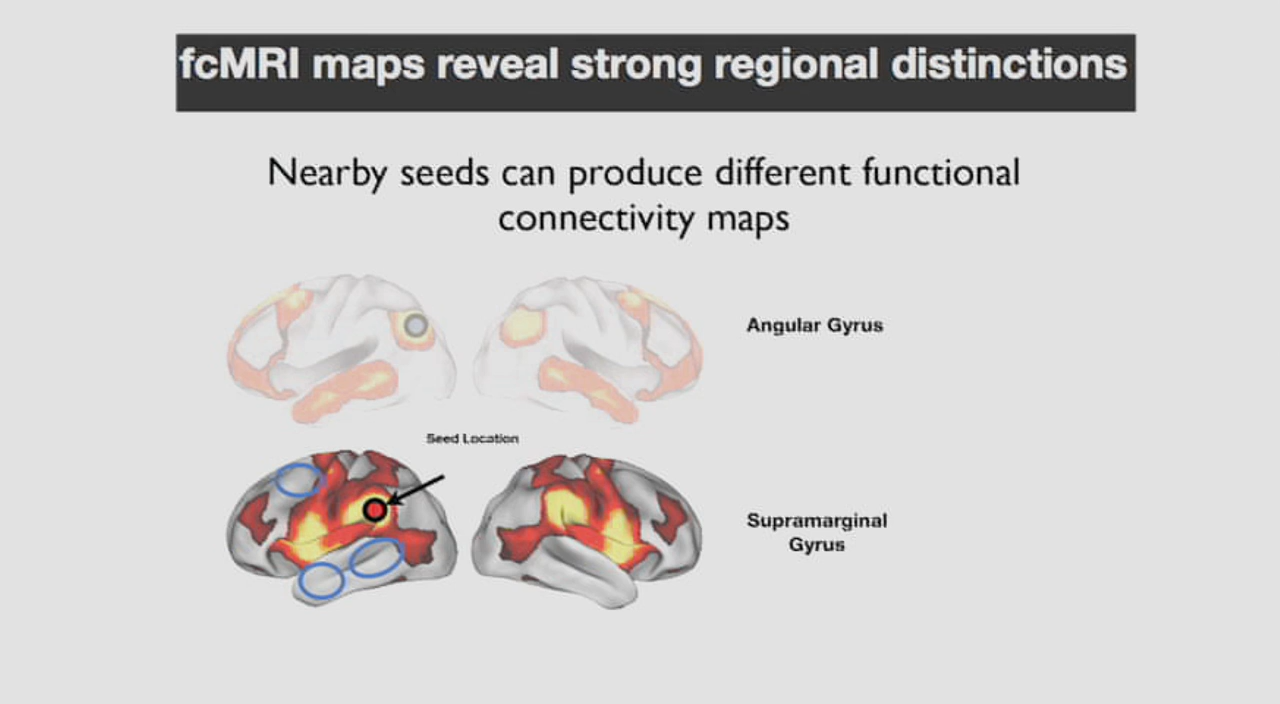 fcMRI maps reveal strong regional distinctions
Nearby seeds can produce different functional
connectivity maps
Angular Gyrus
Seed Location
Supramarginal
Gyrus